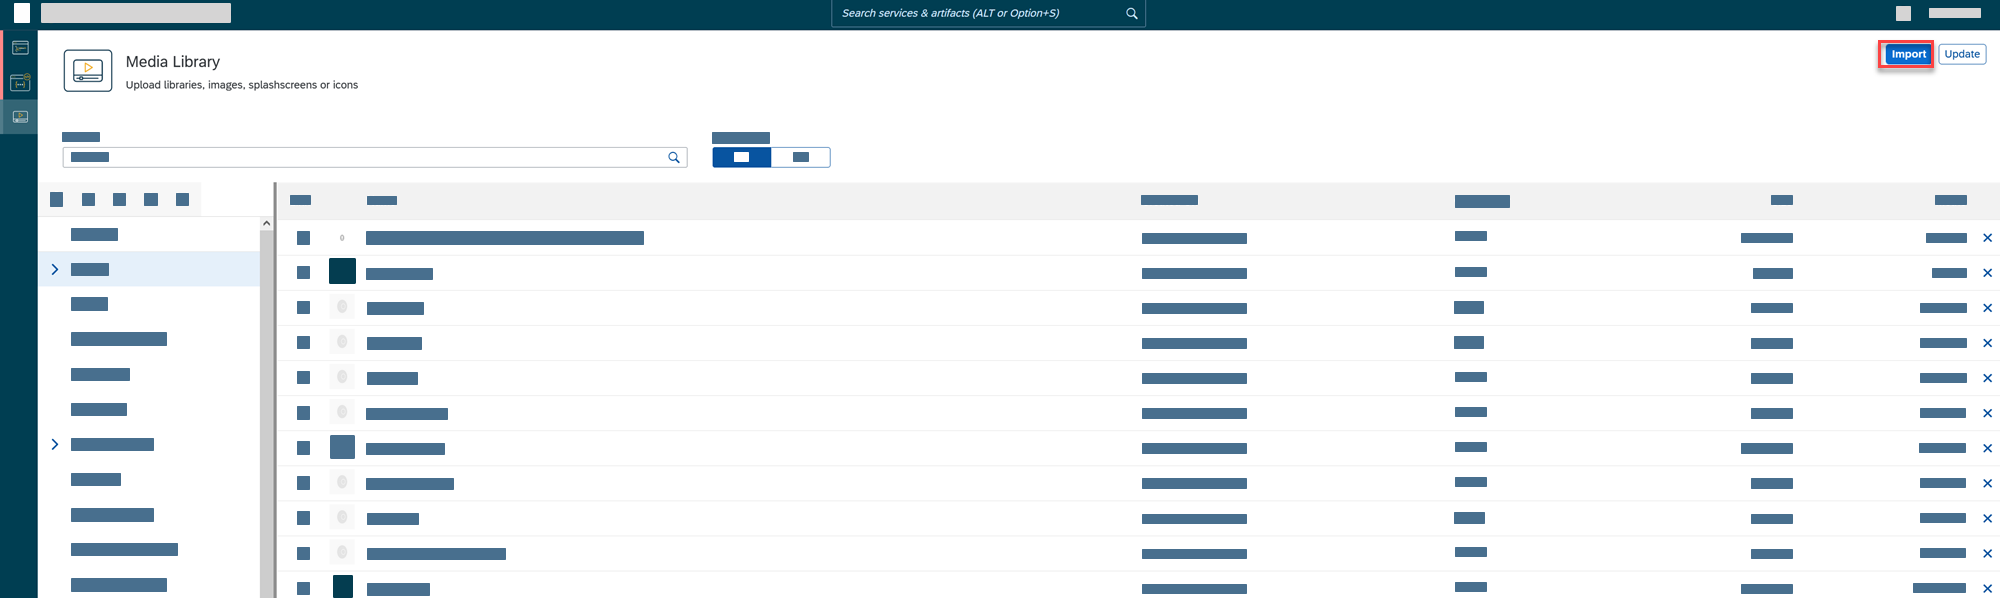 Search services & artifacts (ALT or Option+S)
Media Library
Upload libraries, images, splashscreens or icons
Import
Update